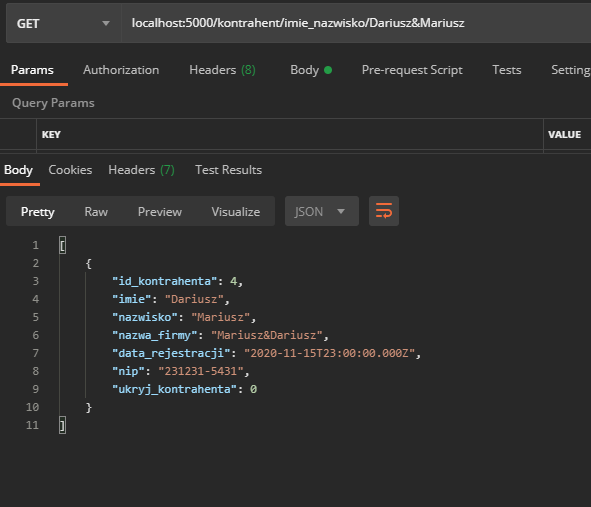 GET localhost:5000/kontrahent/imie_nazwisko/Dariusz&Mariusz
Params Authorization Headers (8) Body Pre-request Script Tests Setting
Query Params
KEY VALUE
Body Cookies Headers (7) Test Results
Pretty Raw Preview Visualize JSON
1 [
2 {
3 "id_kontrahenta": 4,
4 "imie": "Dariusz",
5 "nazwisko": "Mariusz",
6 "nazwa_firmy": "Mariusz&Dariusz",
7 "data_rejestracji": "2020-11-15T23:00:00.000Z",
8 "nip": "231231-5431",
9 "ukryj_kontrahenta": 0
10 }
11 ]